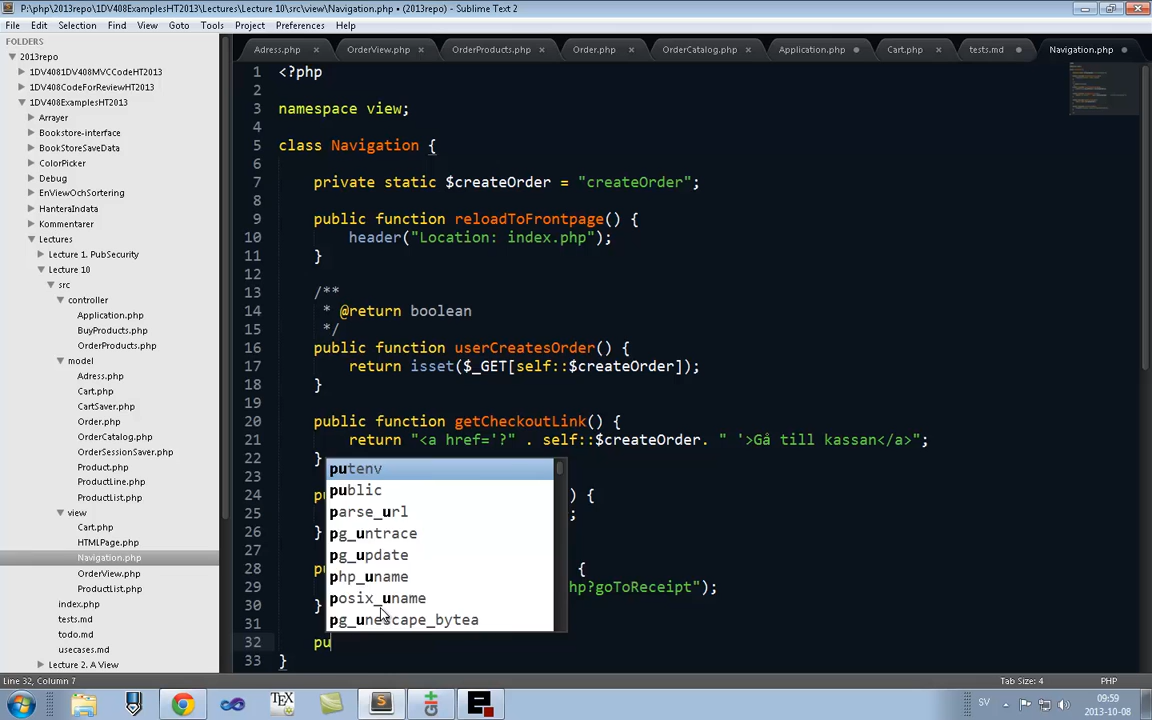 P:\php\2013repo\1DV408ExamplesHT2013\Lectures\Lecture 10\src\view\Navigation.php • - Sublime Text 2
File Edit Selection Find View Goto Tools Project Preferences Help
FOLDERS
2013repo
1DV4081DV408MVCCodeHT2013
1DV408CodeForReviewHT2013
1DV408ExamplesHT2013
Arrayer
Bookstore-interface
BookStoreSaveData
ColorPicker
Debug
EnViewOchSortering
HanteraIndata
Kommentarer
Lectures
Lecture 1. PubSecurity
Lecture 10
src
controller
Application.php
BuyProducts.php
OrderProducts.php
model
Adress.php
Cart.php
CartSaver.php
Order.php
OrderCatalog.php
OrderSessionSaver.php
Product.php
ProductLine.php
ProductList.php
view
Cart.php
HTMLPage.php
Navigation.php
OrderView.php
ProductList.php
index.php
tests.md
todo.md
usecases.md
Lecture 2. A View
Adress.php × OrderView.php × OrderProducts.php × Order.php × OrderCatalog.php × Application.php • Cart.php × tests.md • Navigation.php •
1 <?php
2
3 namespace view;
4
5 class Navigation {
6
7 private static $createOrder = "createOrder";
8
9 public function reloadToFrontpage() {
10 header("Location: index.php");
11 }
12
13 /**
14 * @return boolean
15 */
16 public function userCreatesOrder() {
17 return isset($_GET[self::$createOrder]);
18 }
19
20 public function getCheckoutLink() {
21 return "<a href='?" . self::$createOrder. " '>Gå till kassan</a>";
22 }
23
24 pu ) {
25 ;
26 }
27
28 pu {
29 hp?goToReceipt");
30 }
31
32 pu
33 }
putenv
public
parse_url
pg_untrace
pg_update
php_uname
posix_uname
pg_unescape_bytea
Line 32, Column 7 Tab Size: 4 PHP
SV 09:59
2013-10-08